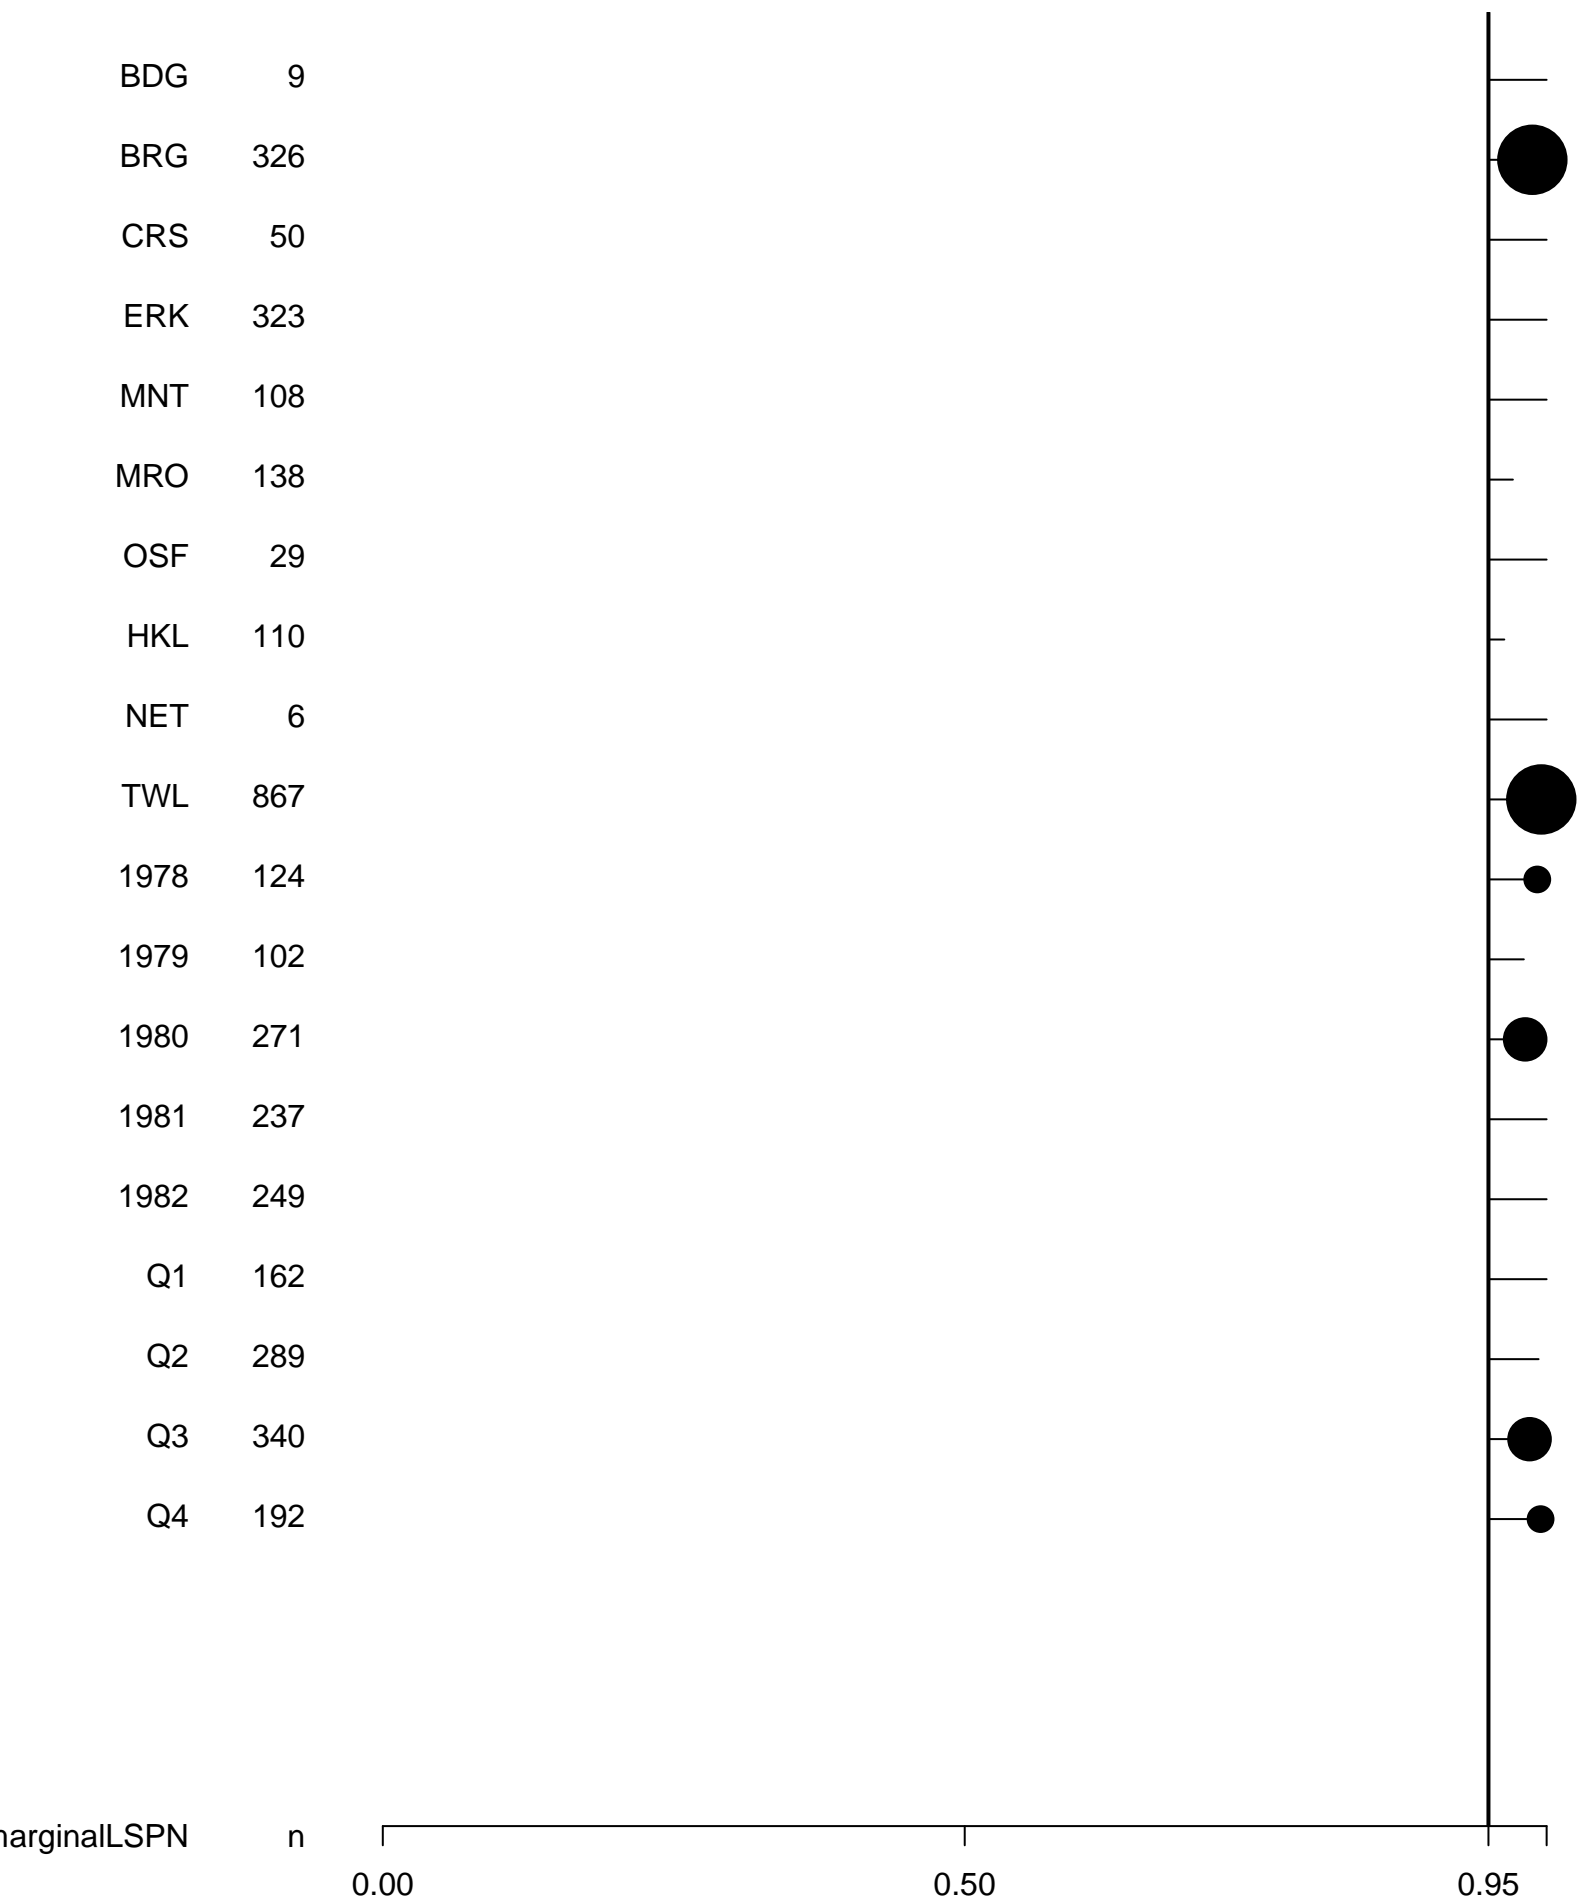 BDG 9
BRG 326
CRS 50
ERK 323
MNT 108
MRO 138
OSF 29
HKL 110
NET 6
TWL 867
1978 124
1979 102
1980 271
1981 237
1982 249
Q1 162
Q2 289
Q3 340
Q4 192
arginalLSPN n
0.00 0.50 0.95